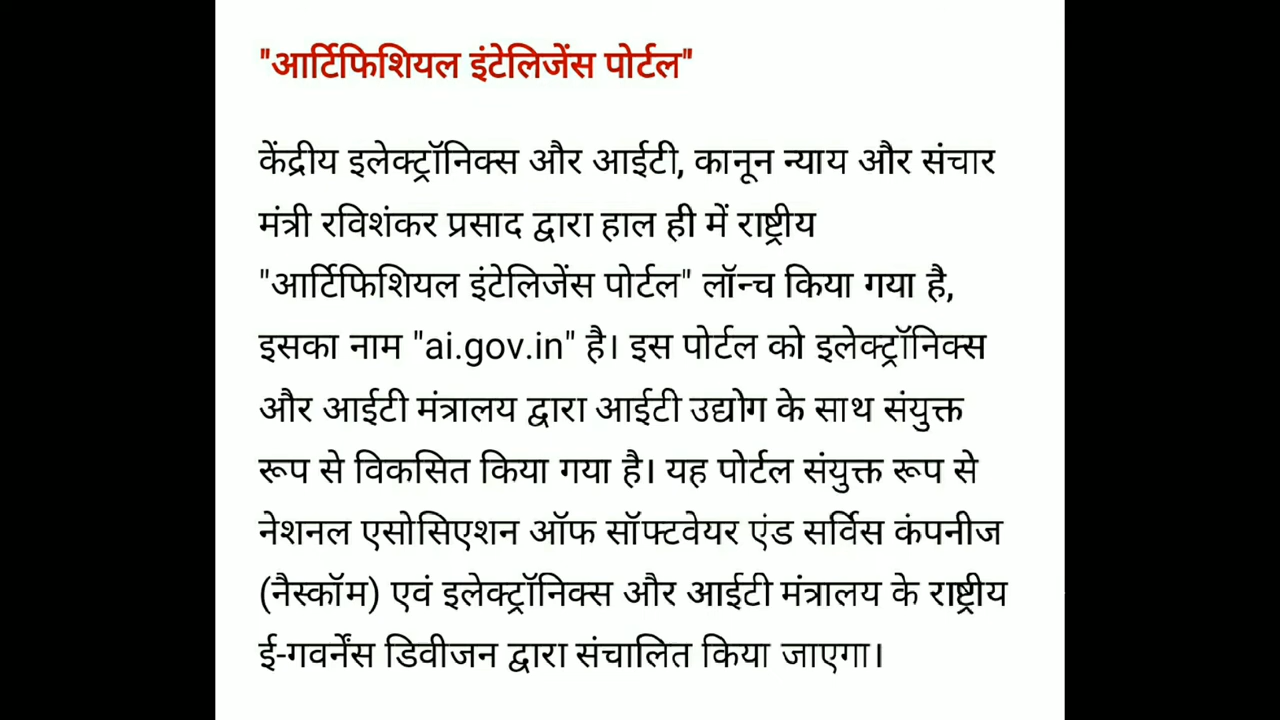 "आर्टिफिशियल इंटेलिजेंस पोर्टल"
केंद्रीय इलेक्ट्रॉनिक्स और आईटी, कानून न्याय और संचार
मंत्री रविशंकर प्रसाद द्वारा हाल ही में राष्ट्रीय
"आर्टिफिशियल इंटेलिजेंस पोर्टल" लॉन्च किया गया है,
इसका नाम "ai.gov.in" है। इस पोर्टल को इलेक्ट्रॉनिक्स
और आईटी मंत्रालय द्वारा आईटी उद्योग के साथ संयुक्त
रूप से विकसित किया गया है। यह पोर्टल संयुक्त रूप से
नेशनल एसोसिएशन ऑफ सॉफ्टवेयर एंड सर्विस कंपनीज
(नैस्कॉम) एवं इलेक्ट्रॉनिक्स और आईटी मंत्रालय के राष्ट्रीय
ई-गवर्नेंस डिवीजन द्वारा संचालित किया जाएगा।